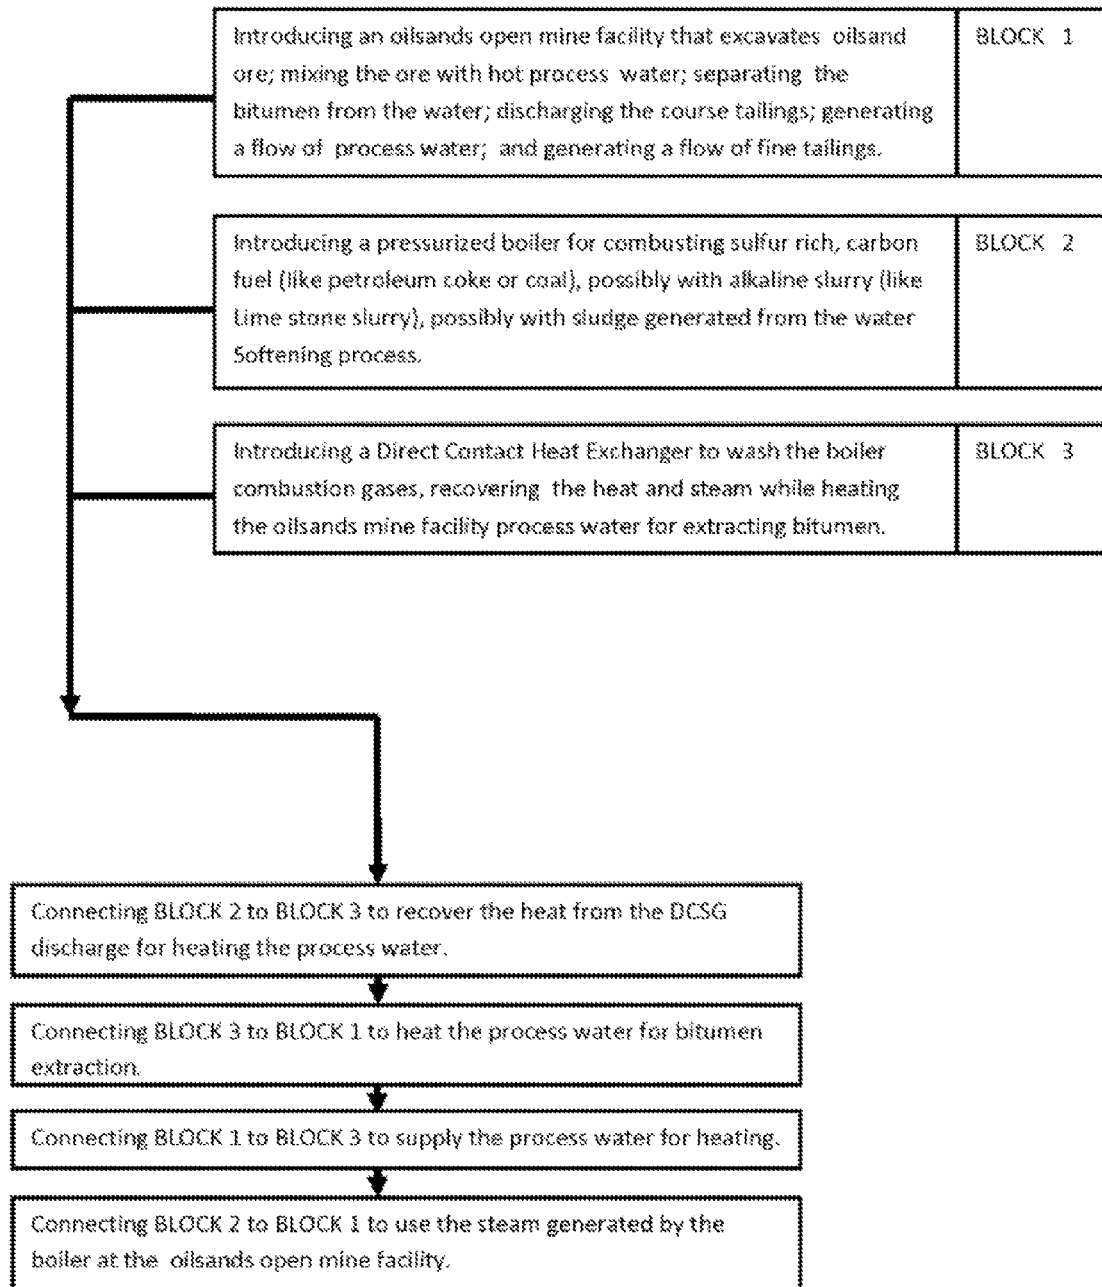 Introducing an oilsands open mine facility that excavates oilsand
ore; mixing the ore with hot process water; separating the
bitumen from the water; discharging the course tailings; generating
a flow of process water; and generating a flow of fine tailings.
BLOCK 1
Introducing a pressurized boiler for combusting sulfur rich, carbon
fuel (like petroleum coke or coal), possibly with alkaline slurry (like
Lime stone slurry), possibly with sludge generated from the water
Softening process.
BLOCK 2
Introducing a Direct Contact Heat Exchanger to wash the boiler
combustion gases, recovering the heat and steam while heating
the oilsands mine facility process water for extracting bitumen.
BLOCK 3
Connecting BLOCK 2 to BLOCK 3 to recover the heat from the DCSG
discharge for heating the process water.
Connecting BLOCK 3 to BLOCK 1 to heat the process water for bitumen
extraction.
Connecting BLOCK 1 to BLOCK 3 to supply the process water for heating.
Connecting BLOCK 2 to BLOCK 1 to use the steam generated by the
boiler at the oilsands open mine facility.